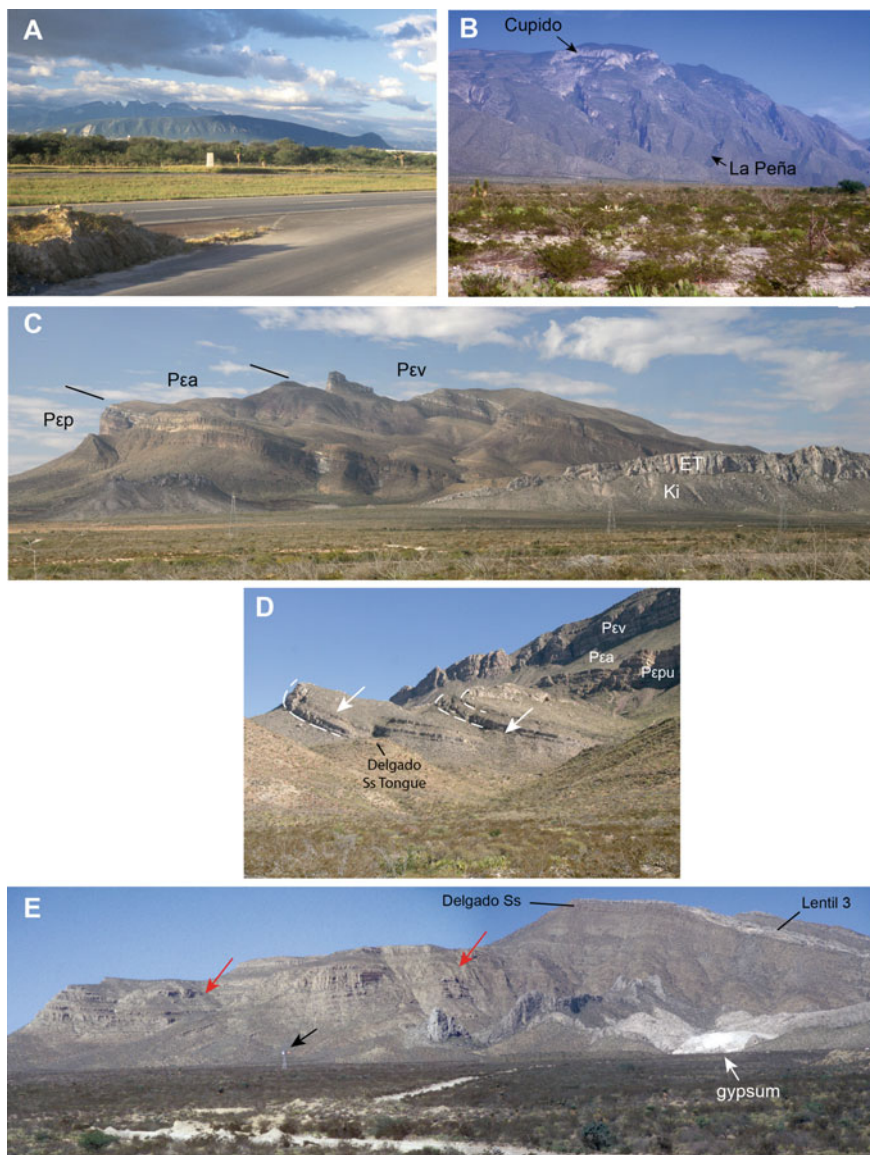 A
B
Cupido
La Peña
C
Pεp
Pεa
Pεv
ET
Ki
D
Pεv
Pεa
Pεpu
Delgado
Ss Tongue
E
Delgado Ss
Lentil 3
gypsum